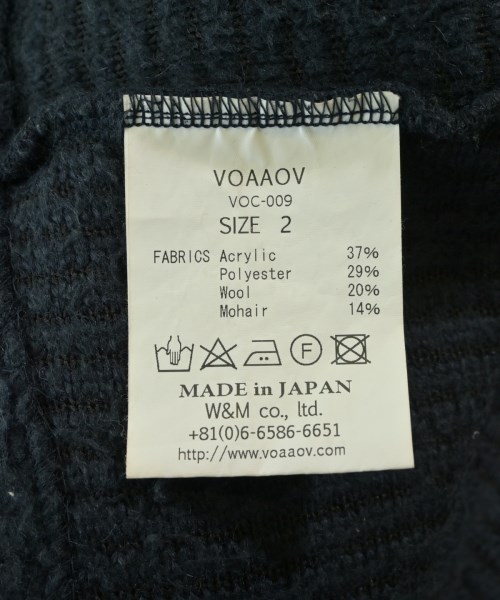 VOAAOV
VOC-009
SIZE 2
FABRICS Acrylic 37%
Polyester 29%
Wool 20%
Mohair 14%
F
MADE in JAPAN
W&M co., ltd.
+81(0)6-6586-6651
http://www.voaaov.com